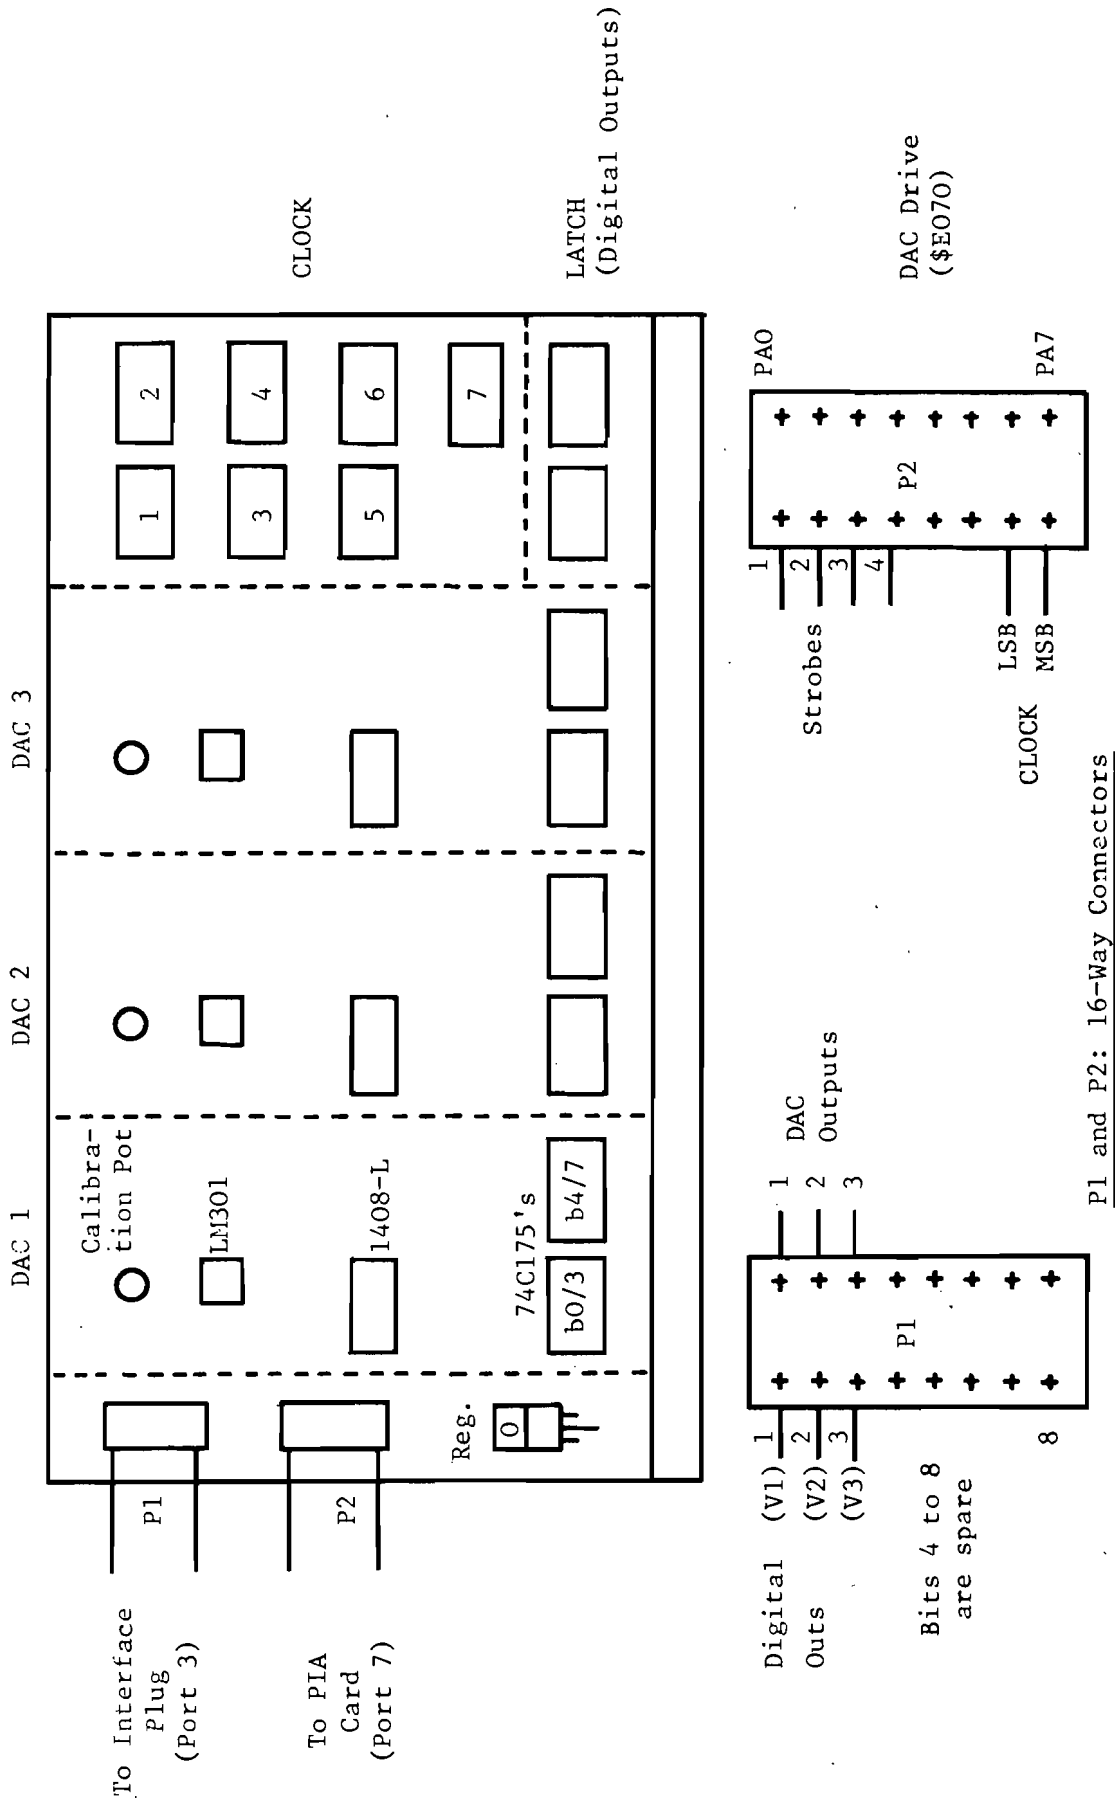 DAC 1
DAC 2
DAC 3
Calibra-
tion Pot
LM301
1408-L
74C175's
b0/3
b4/7
1
2
3
4
5
6
7
CLOCK
LATCH
(Digital Outputs)
P1
P2
Reg.
0
To Interface
Plug
(Port 3)
To PIA
Card
(Port 7)
Digital
Outs
(V1)
(V2)
(V3)
1
2
3
8
Bits 4 to 8
are spare
P1
1
2
3
DAC
Outputs
Strobes
1
2
3
4
LSB
MSB
CLOCK
P2
PA0
PA7
DAC Drive
($E070)
P1 and P2: 16-Way Connectors